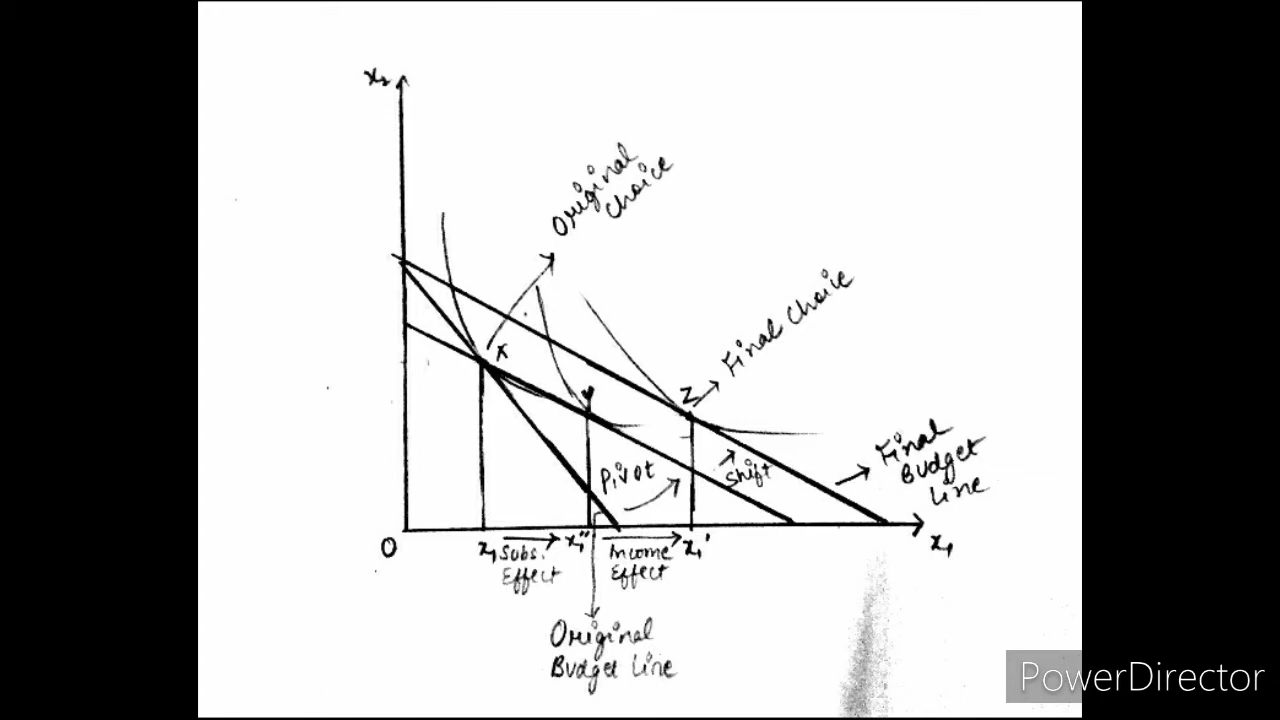 x₂
Original
Choice
Final Choice
X
Y
Z
Pivot
Shift
Final
Budget
Line
O
x₁
Subs.
Effect
x₁''
Income
Effect
x₁'
x₁
Original
Budget Line
PowerDirector